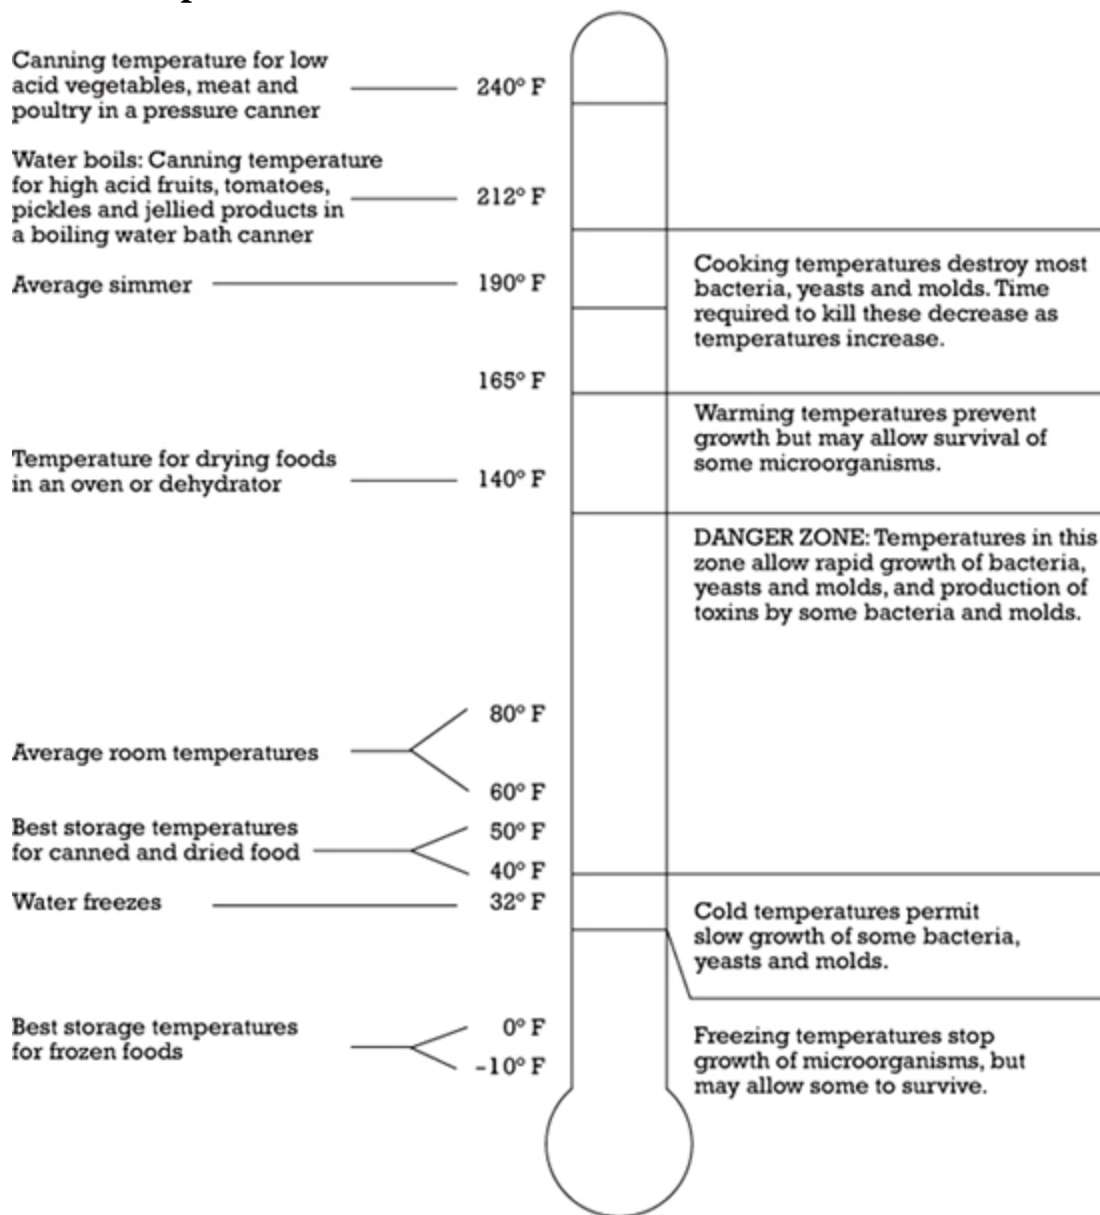 Canning temperature for low
acid vegetables, meat and
poultry in a pressure canner
240° F
Water boils: Canning temperature
for high acid fruits, tomatoes,
pickles and jellied products in
a boiling water bath canner
212° F
Average simmer
190° F
Cooking temperatures destroy most
bacteria, yeasts and molds. Time
required to kill these decrease as
temperatures increase.
165° F
Warming temperatures prevent
growth but may allow survival of
some microorganisms.
Temperature for drying foods
in an oven or dehydrator
140° F
DANGER ZONE: Temperatures in this
zone allow rapid growth of bacteria,
yeasts and molds, and production of
toxins by some bacteria and molds.
80° F
Average room temperatures
60° F
Best storage temperatures
for canned and dried food
50° F
40° F
Water freezes
32° F
Cold temperatures permit
slow growth of some bacteria,
yeasts and molds.
Best storage temperatures
for frozen foods
0° F
-10° F
Freezing temperatures stop
growth of microorganisms, but
may allow some to survive.